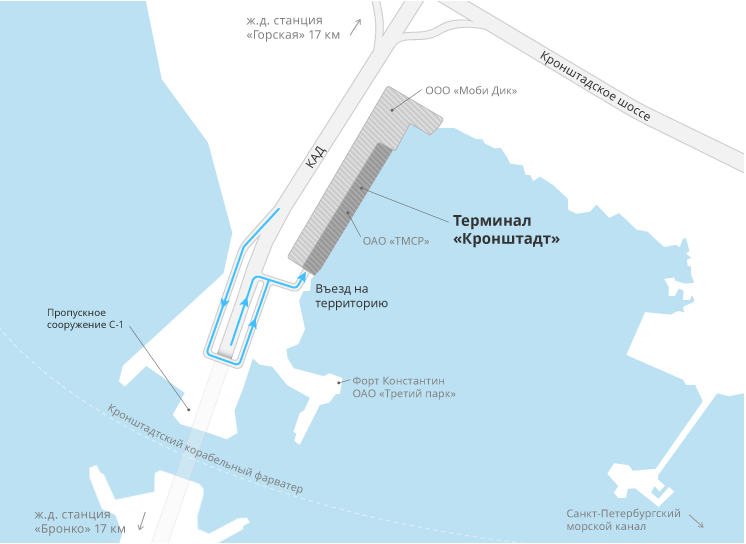 ж.д. станция
«Горская» 17 км
Кронштадское шоссе
ООО «Моби Дик»
КАД
Терминал
«Кронштадт»
ОАО «ТМСР»
Въезд на
территорию
Пропускное
сооружение С-1
Форт Константин
ОАО «Третий парк»
Кронштадтский корабельный фарватер
ж.д. станция
«Бронко» 17 км
Санкт-Петербургский
морской канал